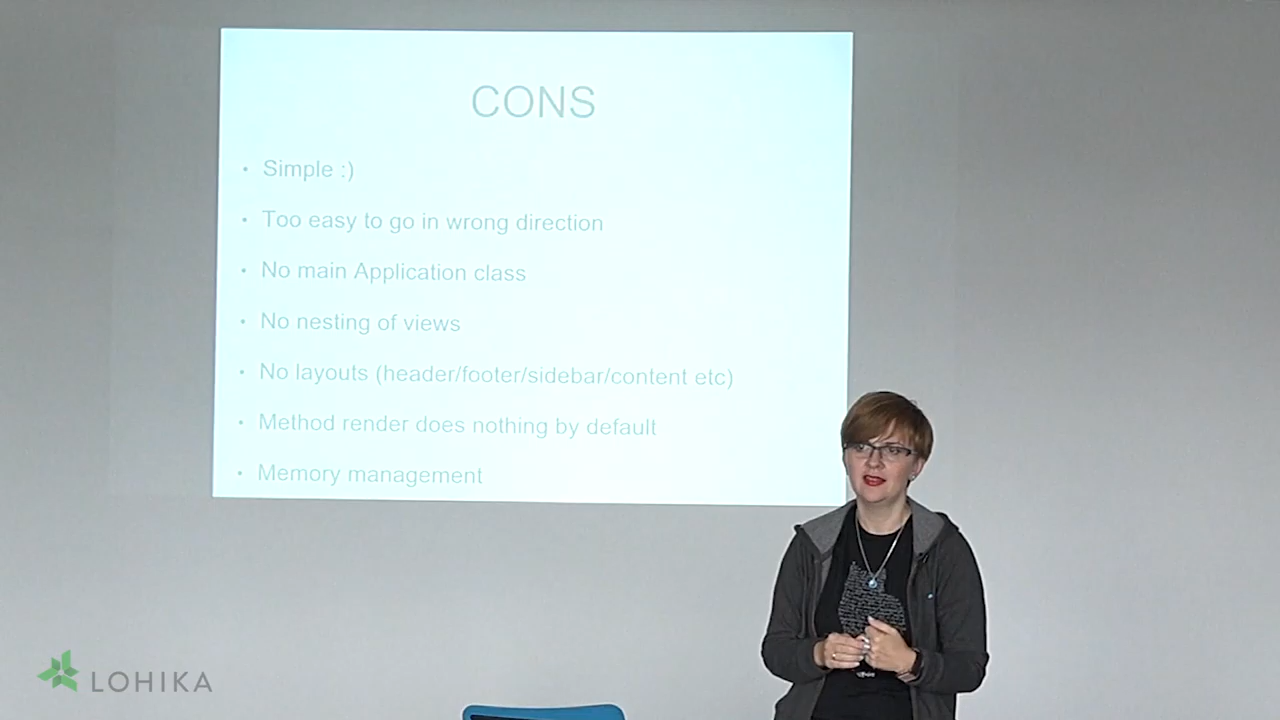 CONS
• Simple :)
• Too easy to go in wrong direction
• No main Application class
• No nesting of views
• No layouts (header/footer/sidebar/content etc)
• Method render does nothing by default
• Memory management
LOHIKA